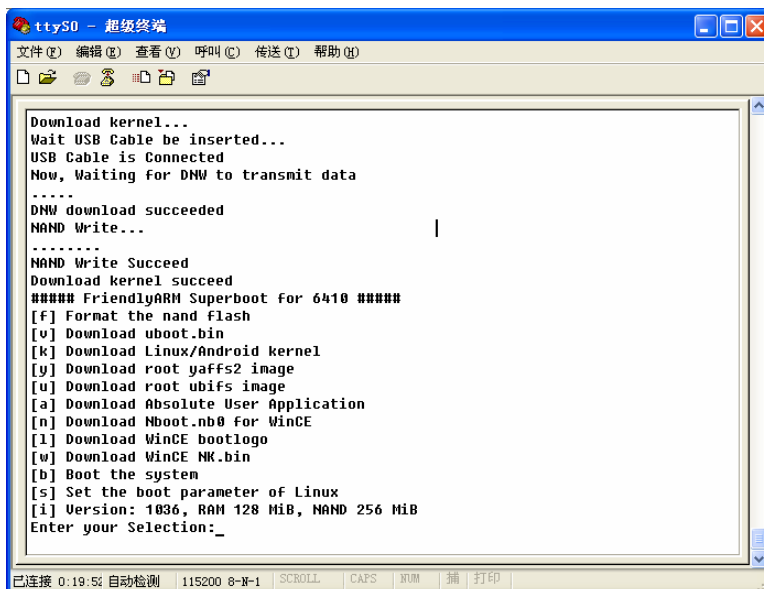 ttyS0 - 超级终端
文件(F) 编辑(E) 查看(V) 呼叫(C) 传送(T) 帮助(H)
Download kernel...
Wait USB Cable be inserted...
USB Cable is Connected
Now, Waiting for DNW to transmit data
.....
DNW download succeeded
NAND Write...
........
NAND Write Succeed
Download kernel succeed
##### FriendlyARM Superboot for 6410 #####
[f] Format the nand flash
[v] Download uboot.bin
[k] Download Linux/Android kernel
[y] Download root yaffs2 image
[u] Download root ubifs image
[a] Download Absolute User Application
[n] Download Nboot.nb0 for WinCE
[l] Download WinCE bootlogo
[w] Download WinCE NK.bin
[b] Boot the system
[s] Set the boot parameter of Linux
[i] Version: 1036, RAM 128 MiB, NAND 256 MiB
Enter your Selection:_
已连接 0:19:52 自动检测 115200 8-N-1 SCROLL CAPS NUM 捕 打印